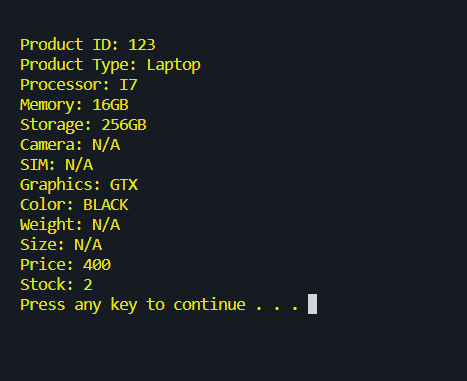 Product ID: 123
Product Type: Laptop
Processor: I7
Memory: 16GB
Storage: 256GB
Camera: N/A
SIM: N/A
Graphics: GTX
Color: BLACK
Weight: N/A
Size: N/A
Price: 400
Stock: 2
Press any key to continue . . .